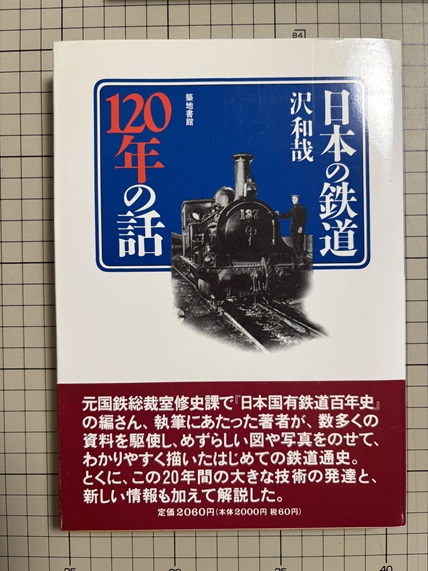 日本の鉄道
沢和哉
築地書館
120年の話
187
元国鉄総裁室修史課で『日本国有鉄道百年史』
の編さん、執筆にあたった著者が、数多くの
資料を駆使し、めずらしい図や写真をのせて、
わかりやすく描いたはじめての鉄道通史。
とくに、この20年間の大きな技術の発達と、
新しい情報も加えて解説した。
定価2060円(本体2000円 税60円)
B4
25
30
35
40